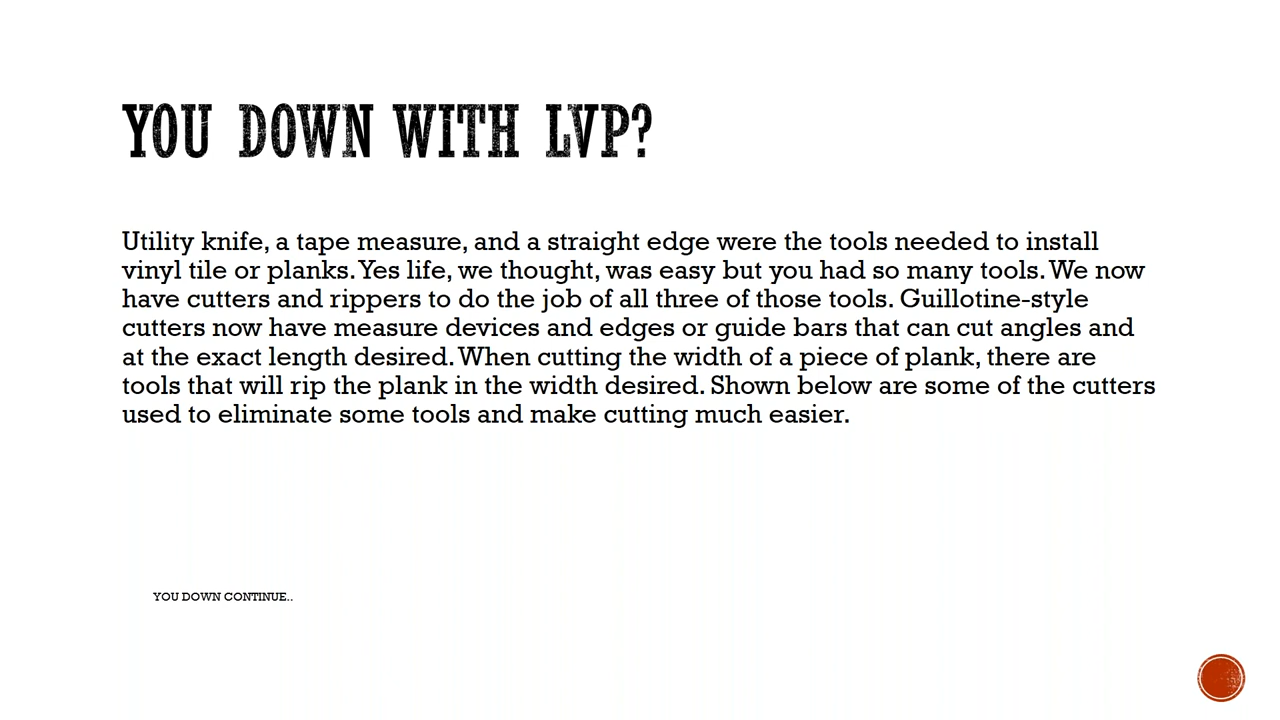 YOU DOWN WITH LVP?
Utility knife, a tape measure, and a straight edge were the tools needed to install
vinyl tile or planks. Yes life, we thought, was easy but you had so many tools. We now
have cutters and rippers to do the job of all three of those tools. Guillotine-style
cutters now have measure devices and edges or guide bars that can cut angles and
at the exact length desired. When cutting the width of a piece of plank, there are
tools that will rip the plank in the width desired. Shown below are some of the cutters
used to eliminate some tools and make cutting much easier.
YOU DOWN CONTINUE..